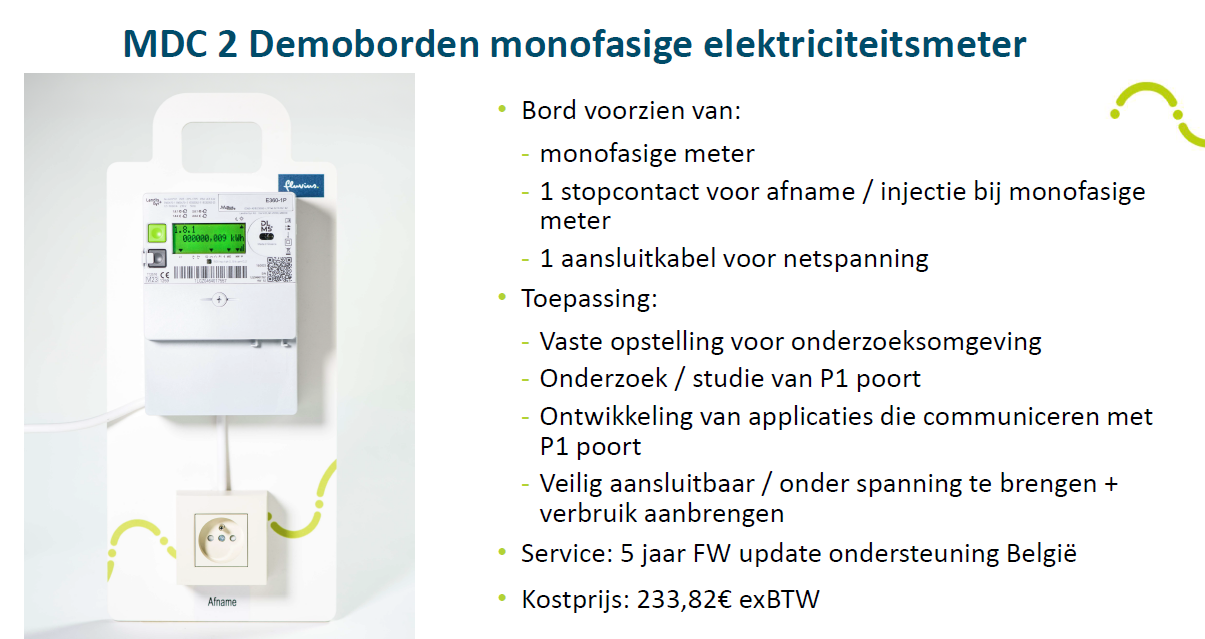 MDC 2 Demoborden monofasige elektriciteitsmeter
fluvius.
E360-1P
1.8.1
000000,009 kWh
Afname
• Bord voorzien van:
- monofasige meter
- 1 stopcontact voor afname / injectie bij monofasige
meter
- 1 aansluitkabel voor netspanning
• Toepassing:
- Vaste opstelling voor onderzoeksomgeving
- Onderzoek / studie van P1 poort
- Ontwikkeling van applicaties die communiceren met
P1 poort
- Veilig aansluitbaar / onder spanning te brengen +
verbruik aanbrengen
• Service: 5 jaar FW update ondersteuning België
• Kostprijs: 233,82€ exBTW